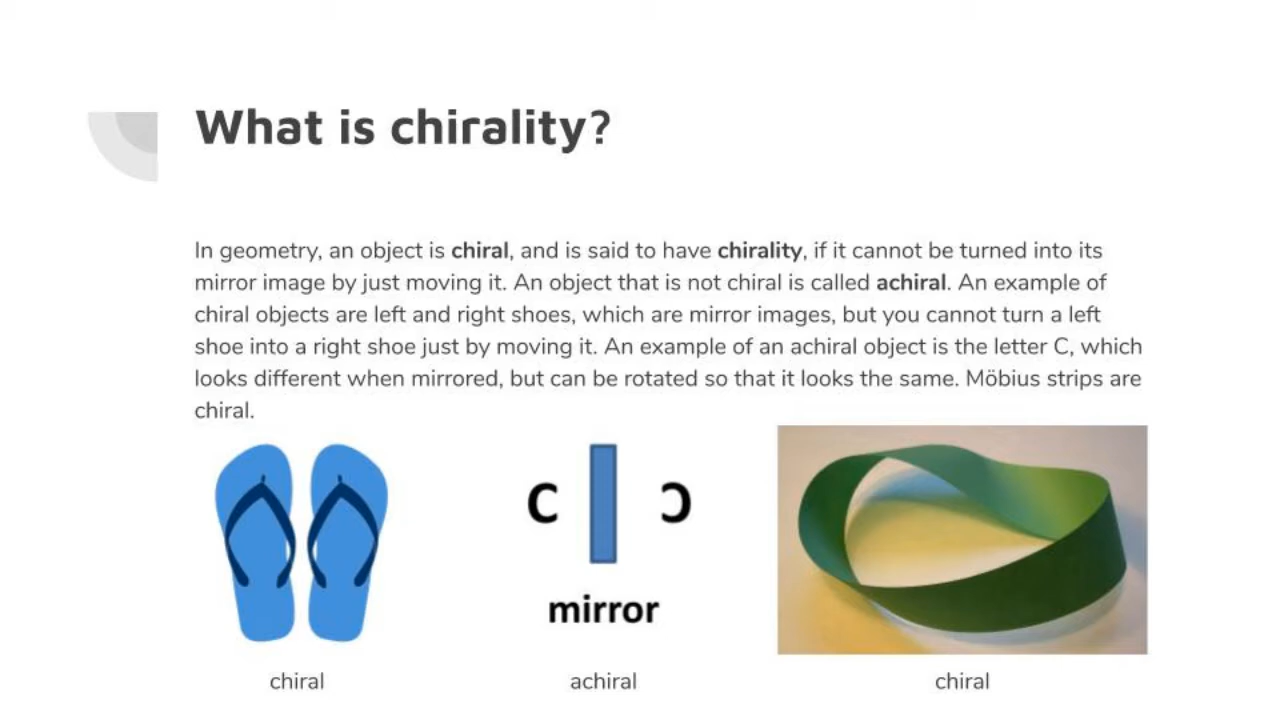 What is chirality?
In geometry, an object is chiral, and is said to have chirality, if it cannot be turned into its
mirror image by just moving it. An object that is not chiral is called achiral. An example of
chiral objects are left and right shoes, which are mirror images, but you cannot turn a left
shoe into a right shoe just by moving it. An example of an achiral object is the letter C, which
looks different when mirrored, but can be rotated so that it looks the same. Möbius strips are
chiral.
C Ɔ
mirror
chiral achiral chiral